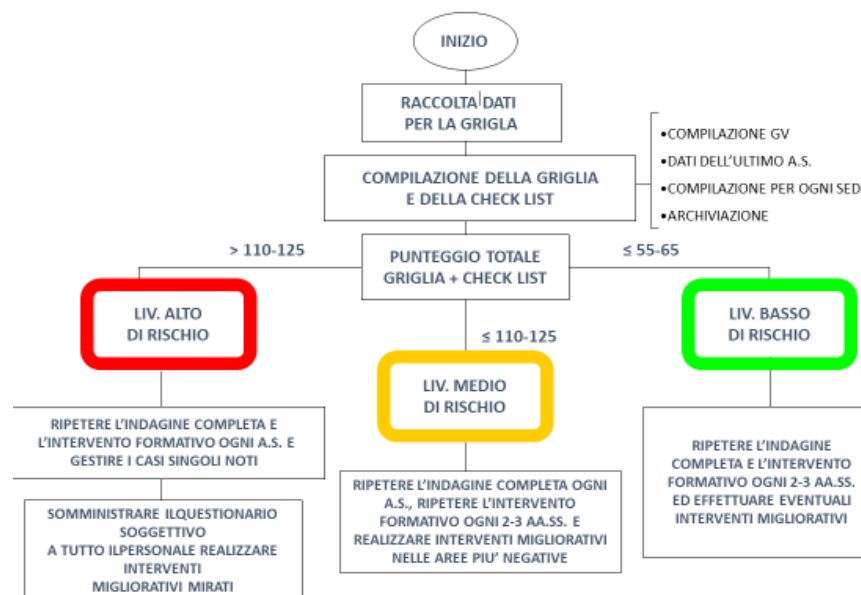 INIZIO
RACCOLTA DATI
PER LA GRIGLA
COMPILAZIONE DELLA GRIGLIA
E DELLA CHECK LIST
•COMPILAZIONE GV
•DATI DELL'ULTIMO A.S.
•COMPILAZIONE PER OGNI SED
•ARCHIVIAZIONE
> 110-125
PUNTEGGIO TOTALE
GRIGLIA + CHECK LIST
≤ 55-65
LIV. ALTO
DI RISCHIO
≤ 110-125
LIV. MEDIO
DI RISCHIO
LIV. BASSO
DI RISCHIO
RIPETERE L'INDAGINE COMPLETA E
L'INTERVENTO FORMATIVO OGNI A.S. E
GESTIRE I CASI SINGOLI NOTI
SOMMINISTRARE ILQUESTIONARIO
SOGGETTIVO
A TUTTO ILPERSONALE REALIZZARE
INTERVENTI
MIGLIORATIVI MIRATI
RIPETERE L'INDAGINE COMPLETA OGNI
A.S., RIPETERE L'INTERVENTO
FORMATIVO OGNI 2-3 AA.SS. E
REALIZZARE INTERVENTI MIGLIORATIVI
NELLE AREE PIU' NEGATIVE
RIPETERE L'INDAGINE
COMPLETA E L'INTERVENTO
FORMATIVO OGNI 2-3 AA.SS.
ED EFFETTUARE EVENTUALI
INTERVENTI MIGLIORATIVI